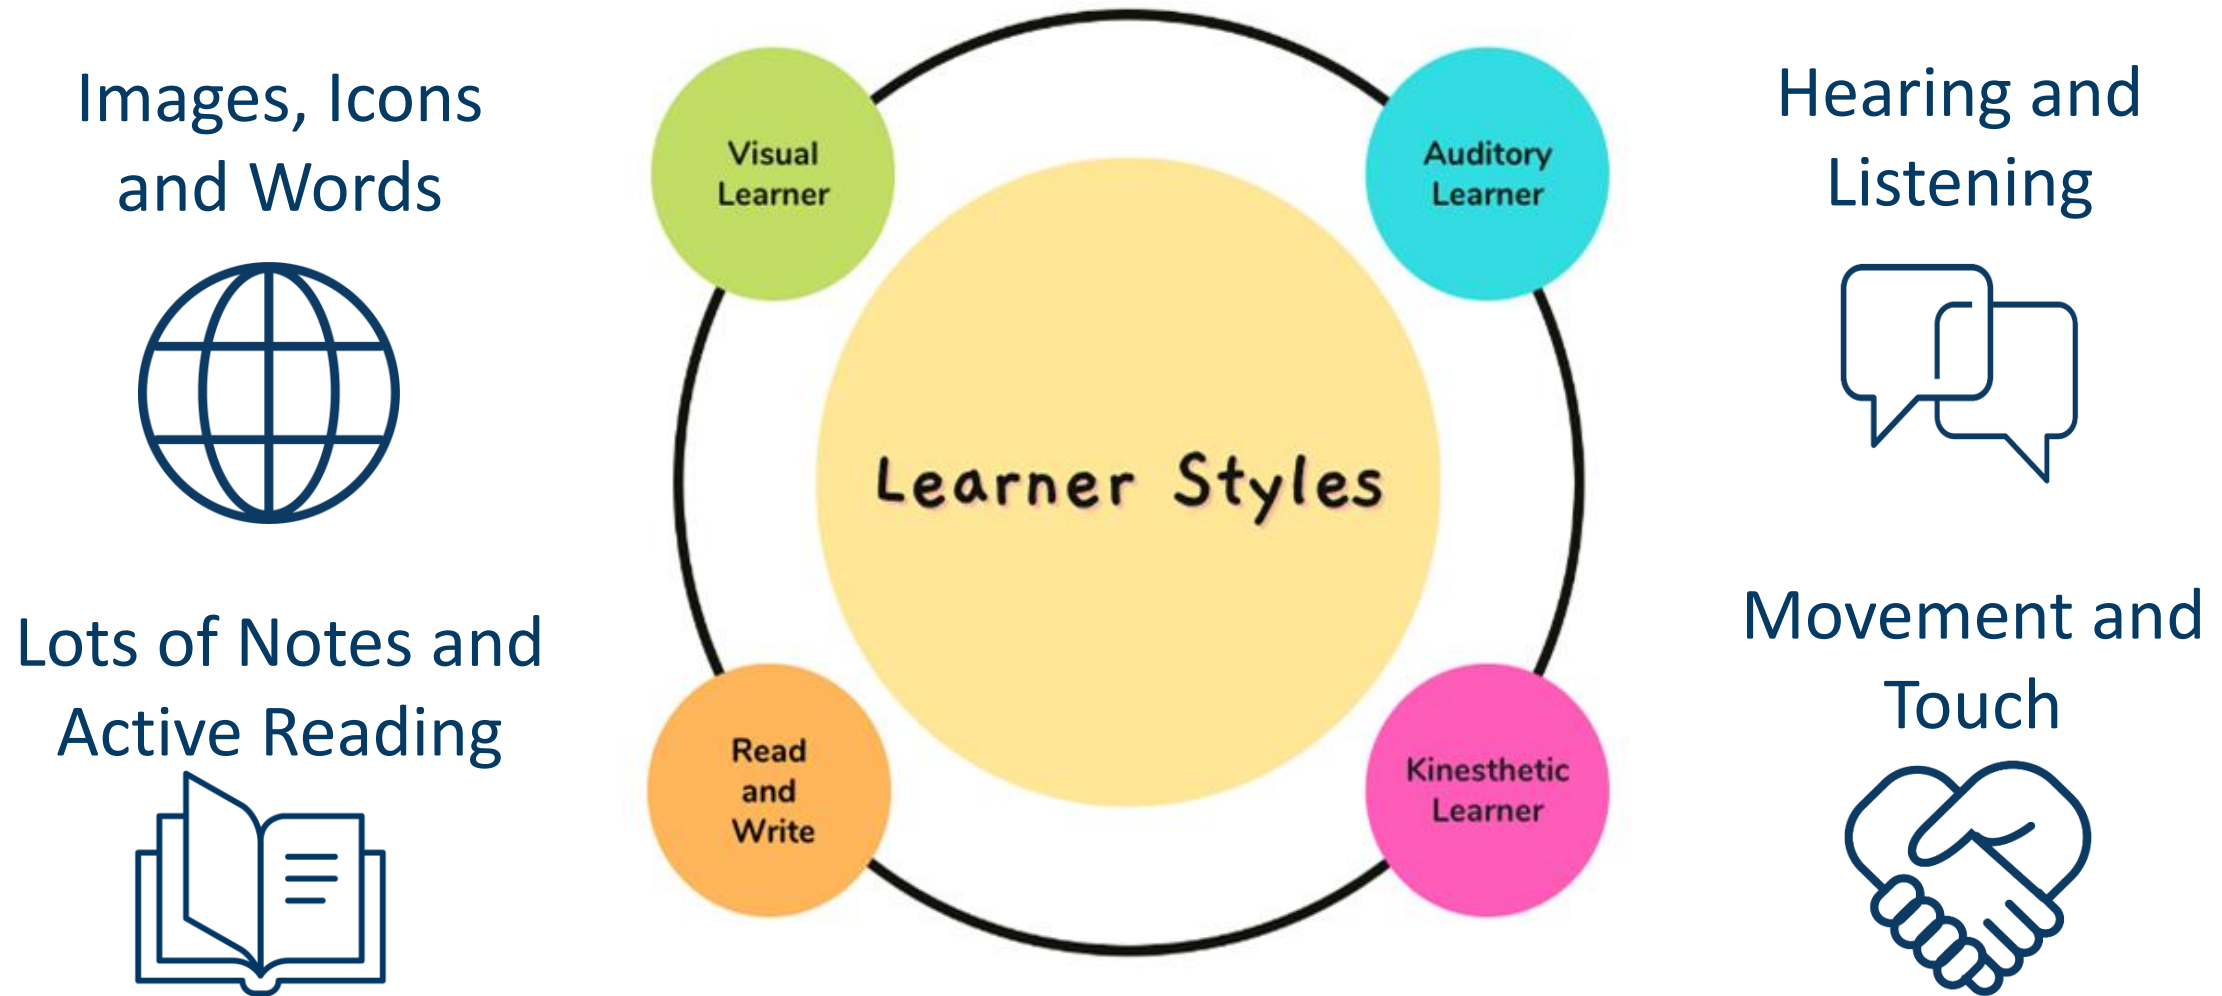 Images, Icons
and Words
Visual
Learner
Auditory
Learner
Hearing and
Listening
Learner Styles
Lots of Notes and
Active Reading
Read
and
Write
Kinesthetic
Learner
Movement and
Touch